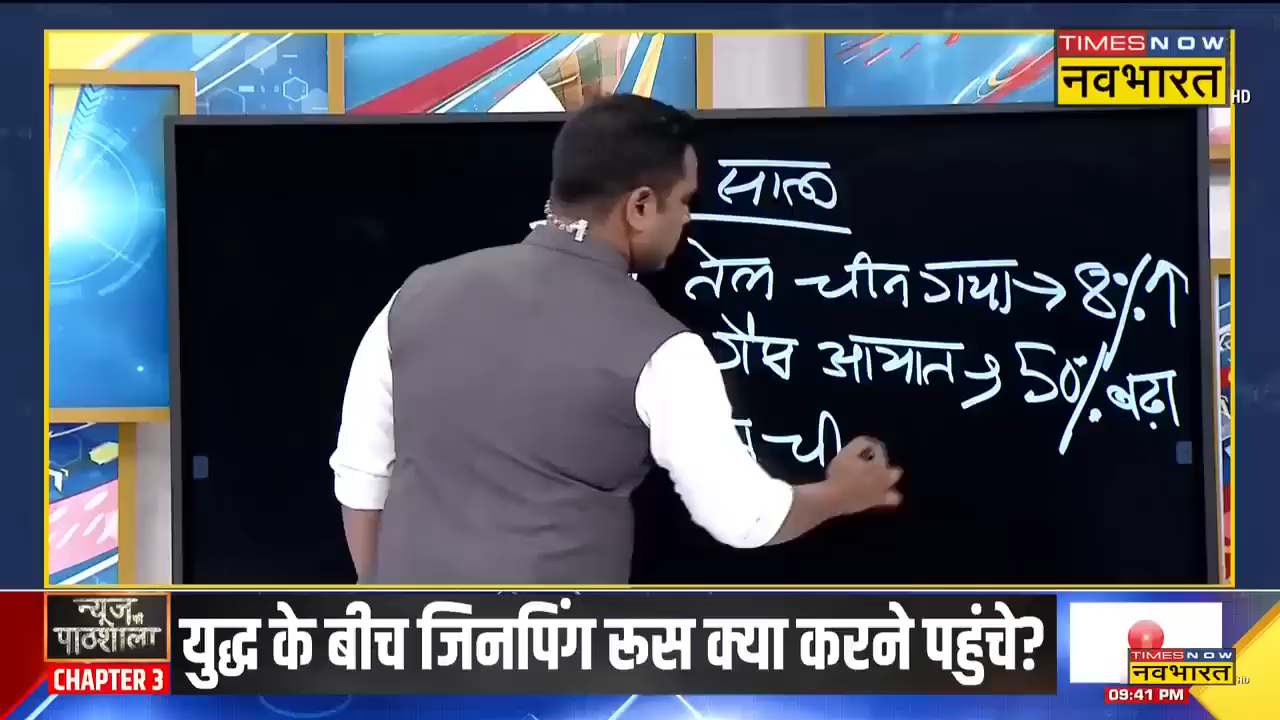 TIMES NOW
नवभारत
HD
साल
तेल चीन गया → 8% ↑
गैस आयात → 50% बढ़ा
ची
न्यूज की
पाठशाला
CHAPTER 3
युद्ध के बीच जिनपिंग रूस क्या करने पहुंचे?
TIMES NOW
नवभारत
HD
09:41 PM